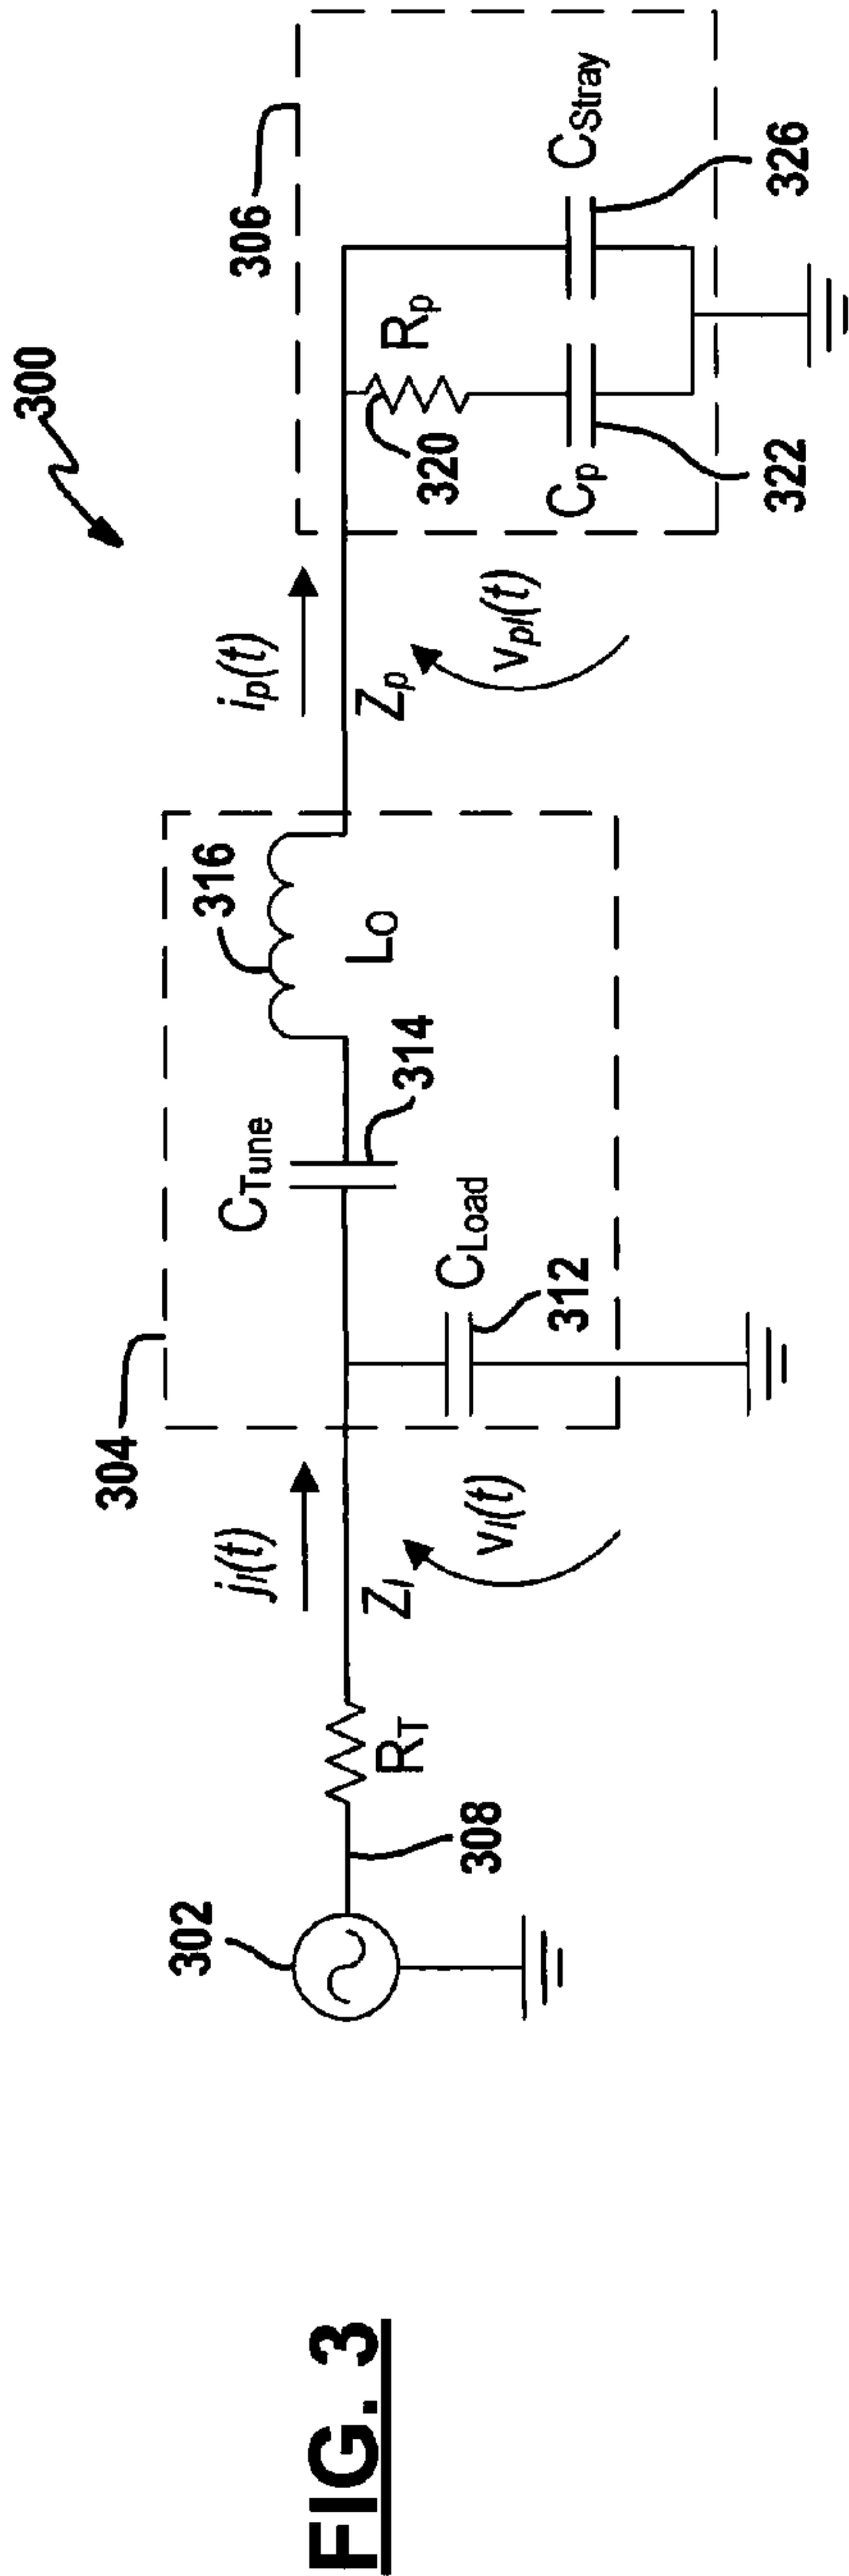 300
302
308
R_T
j_I(t)
Z_I
v_I(t)
304
C_Load
312
C_Tune
314
316
L_O
i_p(t)
Z_p
v_pI(t)
306
320
R_p
C_p
322
C_Stray
326
FIG. 3